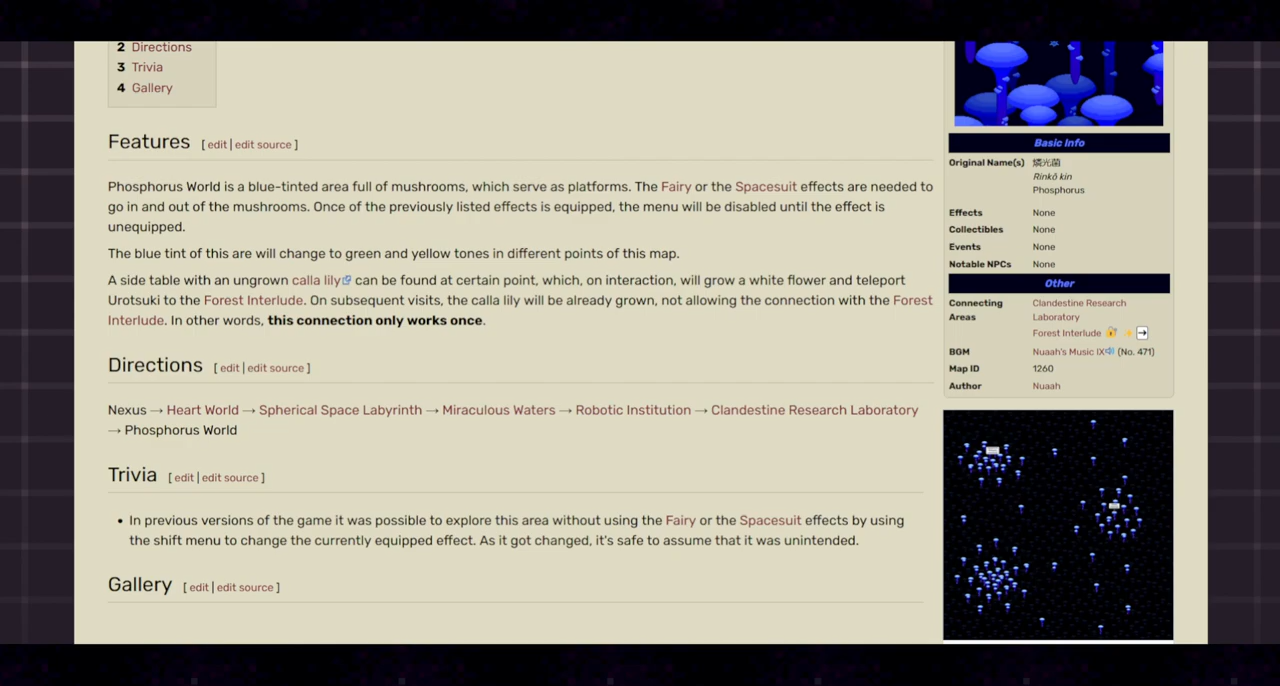 2 Directions
3 Trivia
4 Gallery
Features [ edit | edit source ]
Phosphorus World is a blue-tinted area full of mushrooms, which serve as platforms. The Fairy or the Spacesuit effects are needed to
go in and out of the mushrooms. Once of the previously listed effects is equipped, the menu will be disabled until the effect is
unequipped.
The blue tint of this are will change to green and yellow tones in different points of this map.
A side table with an ungrown calla lily can be found at certain point, which, on interaction, will grow a white flower and teleport
Urotsuki to the Forest Interlude. On subsequent visits, the calla lily will be already grown, not allowing the connection with the Forest
Interlude. In other words, this connection only works once.
Directions [ edit | edit source ]
Nexus → Heart World → Spherical Space Labyrinth → Miraculous Waters → Robotic Institution → Clandestine Research Laboratory
→ Phosphorus World
Trivia [ edit | edit source ]
• In previous versions of the game it was possible to explore this area without using the Fairy or the Spacesuit effects by using
the shift menu to change the currently equipped effect. As it got changed, it's safe to assume that it was unintended.
Gallery [ edit | edit source ]
Basic Info
Original Name(s) 燐光菌
Rinkō kin
Phosphorus
Effects None
Collectibles None
Events None
Notable NPCs None
Other
Connecting Clandestine Research
Areas Laboratory
Forest Interlude
BGM Nuaah's Music IX (No. 471)
Map ID 1260
Author Nuaah